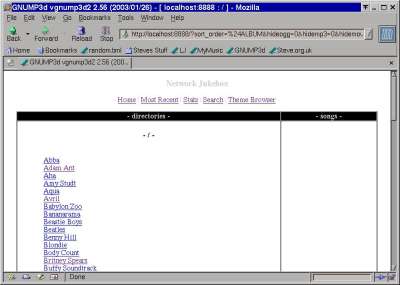 GNUMP3d vgnump3d2 2.56 (2003/01/26) - [ localhost:8888 : / ] - Mozilla
File Edit View Go Bookmarks Tools Window Help
Back Forward Reload Stop http://localhost:8888/?sort_order=%24ALBUM&hideogg=0&hidemp3=0&hidemov
Home Bookmarks random.bml Steves Stuff LJ MyMusic GNUMP3d Steve.org.uk
GNUMP3d vgnump3d2 2.56 (200...
Network Jukebox
Home Most Recent Stats Search Theme Browser
- directories - - songs -
- / -
Abba
Adam Ant
Aha
Amy Studt
Aqua
Avril
Babylon Zoo
Bananarama
Beastie Boys
Beatles
Benny Hill
Blondie
Body Count
Britney Spears
Buffy Soundtrack
Done